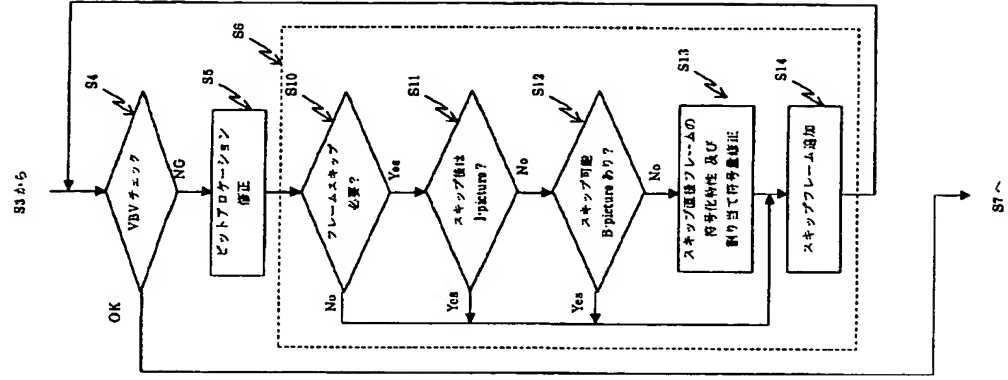 S3から
S4
VBVチェック
OK
NG
S5
ビットアロケーション
修正
S6
S10
フレームスキップ
必要?
No
Yes
S11
スキップ後は
I-picture?
Yes
No
S12
スキップ可能
B-pictureあり?
Yes
No
S13
スキップ直後フレームの
符号化特性及び
割り当て符号量修正
S14
スキップフレーム追加
S7へ